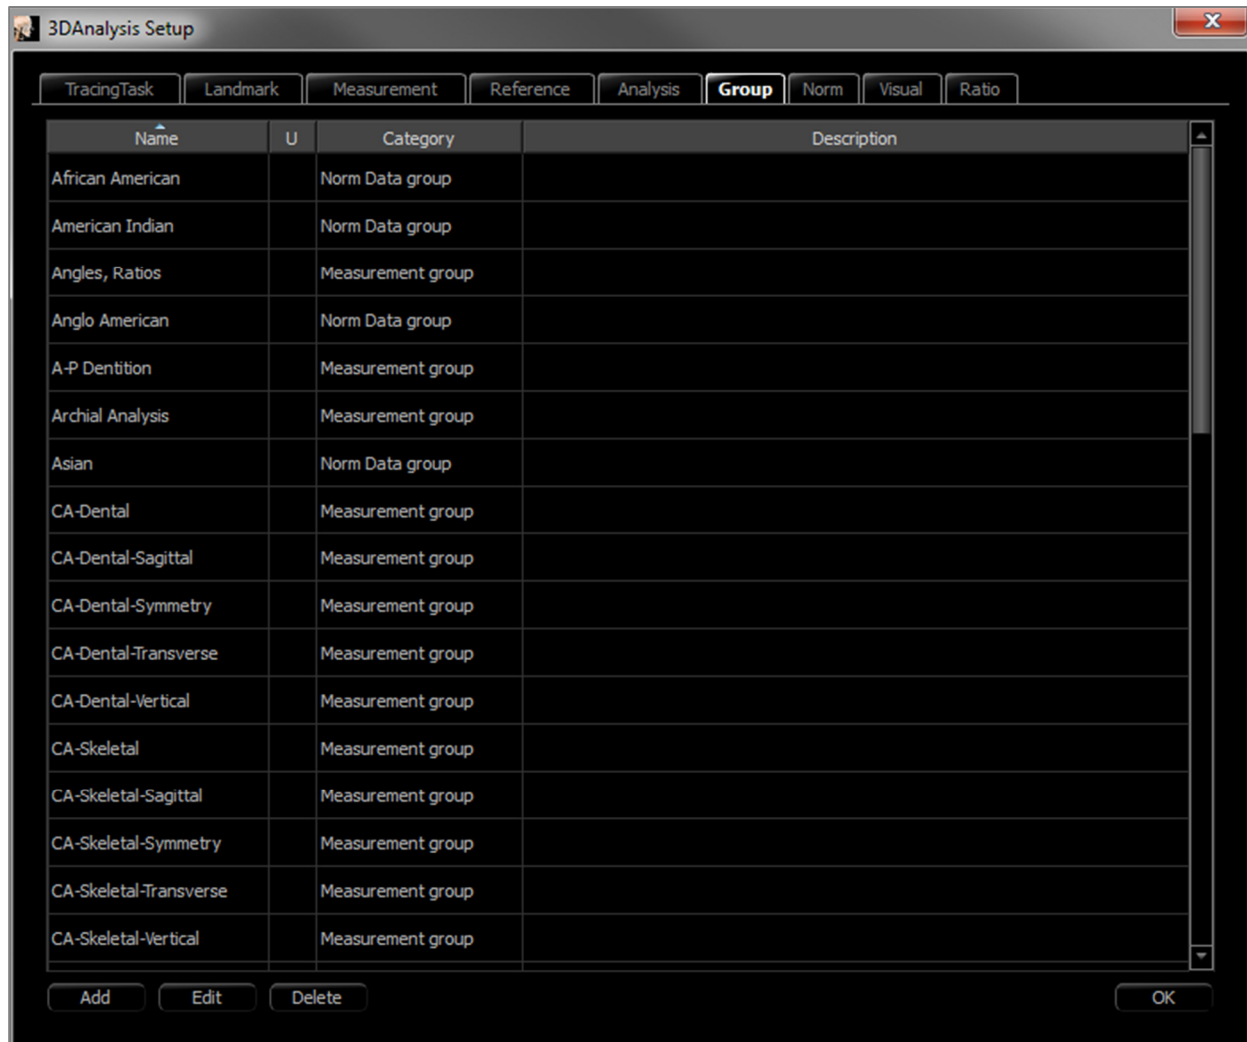 3DAnalysis Setup
TracingTask Landmark Measurement Reference Analysis Group Norm Visual Ratio
Name U Category Description
African American Norm Data group
American Indian Norm Data group
Angles, Ratios Measurement group
Anglo American Norm Data group
A-P Dentition Measurement group
Archial Analysis Measurement group
Asian Norm Data group
CA-Dental Measurement group
CA-Dental-Sagittal Measurement group
CA-Dental-Symmetry Measurement group
CA-Dental-Transverse Measurement group
CA-Dental-Vertical Measurement group
CA-Skeletal Measurement group
CA-Skeletal-Sagittal Measurement group
CA-Skeletal-Symmetry Measurement group
CA-Skeletal-Transverse Measurement group
CA-Skeletal-Vertical Measurement group
Add Edit Delete OK